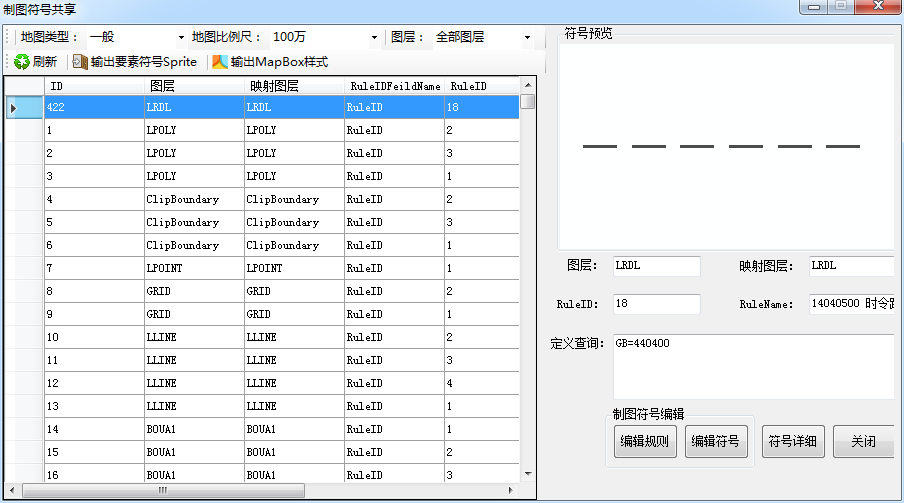 制图符号共享
地图类型： 一般 地图比例尺： 100万 图层： 全部图层
刷新 输出要素符号Sprite 输出MapBox样式
ID 图层 映射图层 RuleIDFeildName RuleID
422 LRDL LRDL RuleID 18
1 LPOLY LPOLY RuleID 2
2 LPOLY LPOLY RuleID 3
3 LPOLY LPOLY RuleID 1
4 ClipBoundary ClipBoundary RuleID 2
5 ClipBoundary ClipBoundary RuleID 3
6 ClipBoundary ClipBoundary RuleID 1
7 LPOINT LPOINT RuleID 1
8 GRID GRID RuleID 2
9 GRID GRID RuleID 1
10 LLINE LLINE RuleID 2
11 LLINE LLINE RuleID 3
12 LLINE LLINE RuleID 4
13 LLINE LLINE RuleID 1
14 BOUA1 BOUA1 RuleID 1
15 BOUA1 BOUA1 RuleID 2
16 BOUA1 BOUA1 RuleID 3
符号预览
图层： LRDL 映射图层： LRDL
RuleID: 18 RuleName: 14040500 时令
定义查询: GB=440400
制图符号编辑
编辑规则 编辑符号 符号详细 关闭